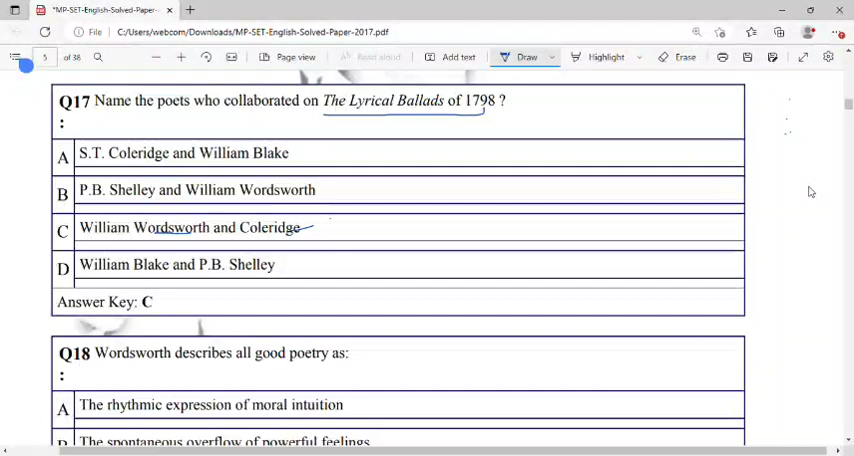 *MP-SET-English-Solved-Paper-
File
C:/Users/webcom/Downloads/MP-SET-English-Solved-Paper-2017.pdf
5 of 38
Page view
Read aloud
Add text
Draw
Highlight
Erase
Q17 Name the poets who collaborated on The Lyrical Ballads of 1798 ?
:
A S.T. Coleridge and William Blake
B P.B. Shelley and William Wordsworth
C William Wordsworth and Coleridge
D William Blake and P.B. Shelley
Answer Key: C
Q18 Wordsworth describes all good poetry as:
:
A The rhythmic expression of moral intuition
B The spontaneous overflow of powerful feelings